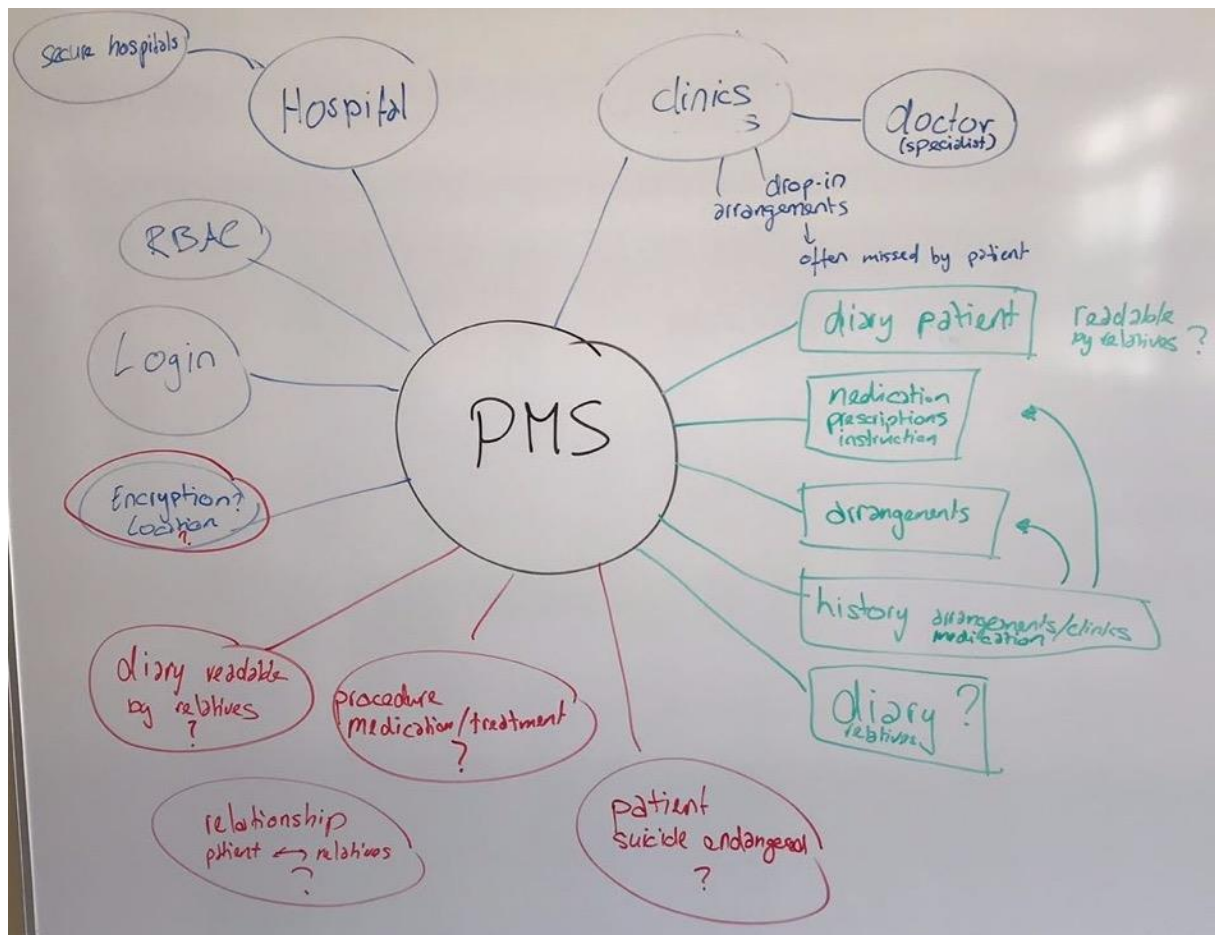 secure hospitals
Hospital
clinics
3
doctor
(specialist)
drop-in
arrangements
often missed by patient
RBAC
Login
Encryption?
Location
?
PMS
diary patient
readable
by relatives ?
medication
prescriptions
instruction
arrangements
history arrangements/clinics
medication
diary ?
relatives
diary readable
by relatives
?
procedure
medication/treatment
?
relationship
patient ↔ relatives
?
patient
suicide endangered
?